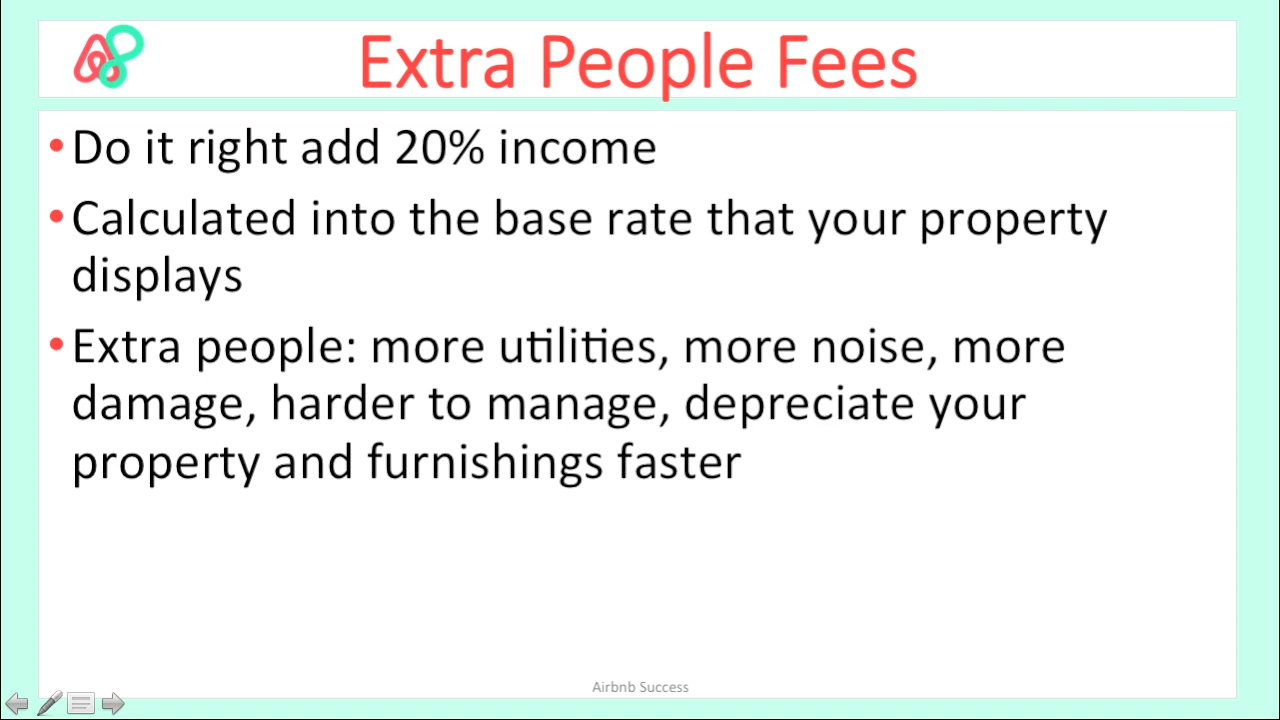 Extra People Fees
•Do it right add 20% income
•Calculated into the base rate that your property
displays
•Extra people: more utilities, more noise, more
damage, harder to manage, depreciate your
property and furnishings faster
Airbnb Success